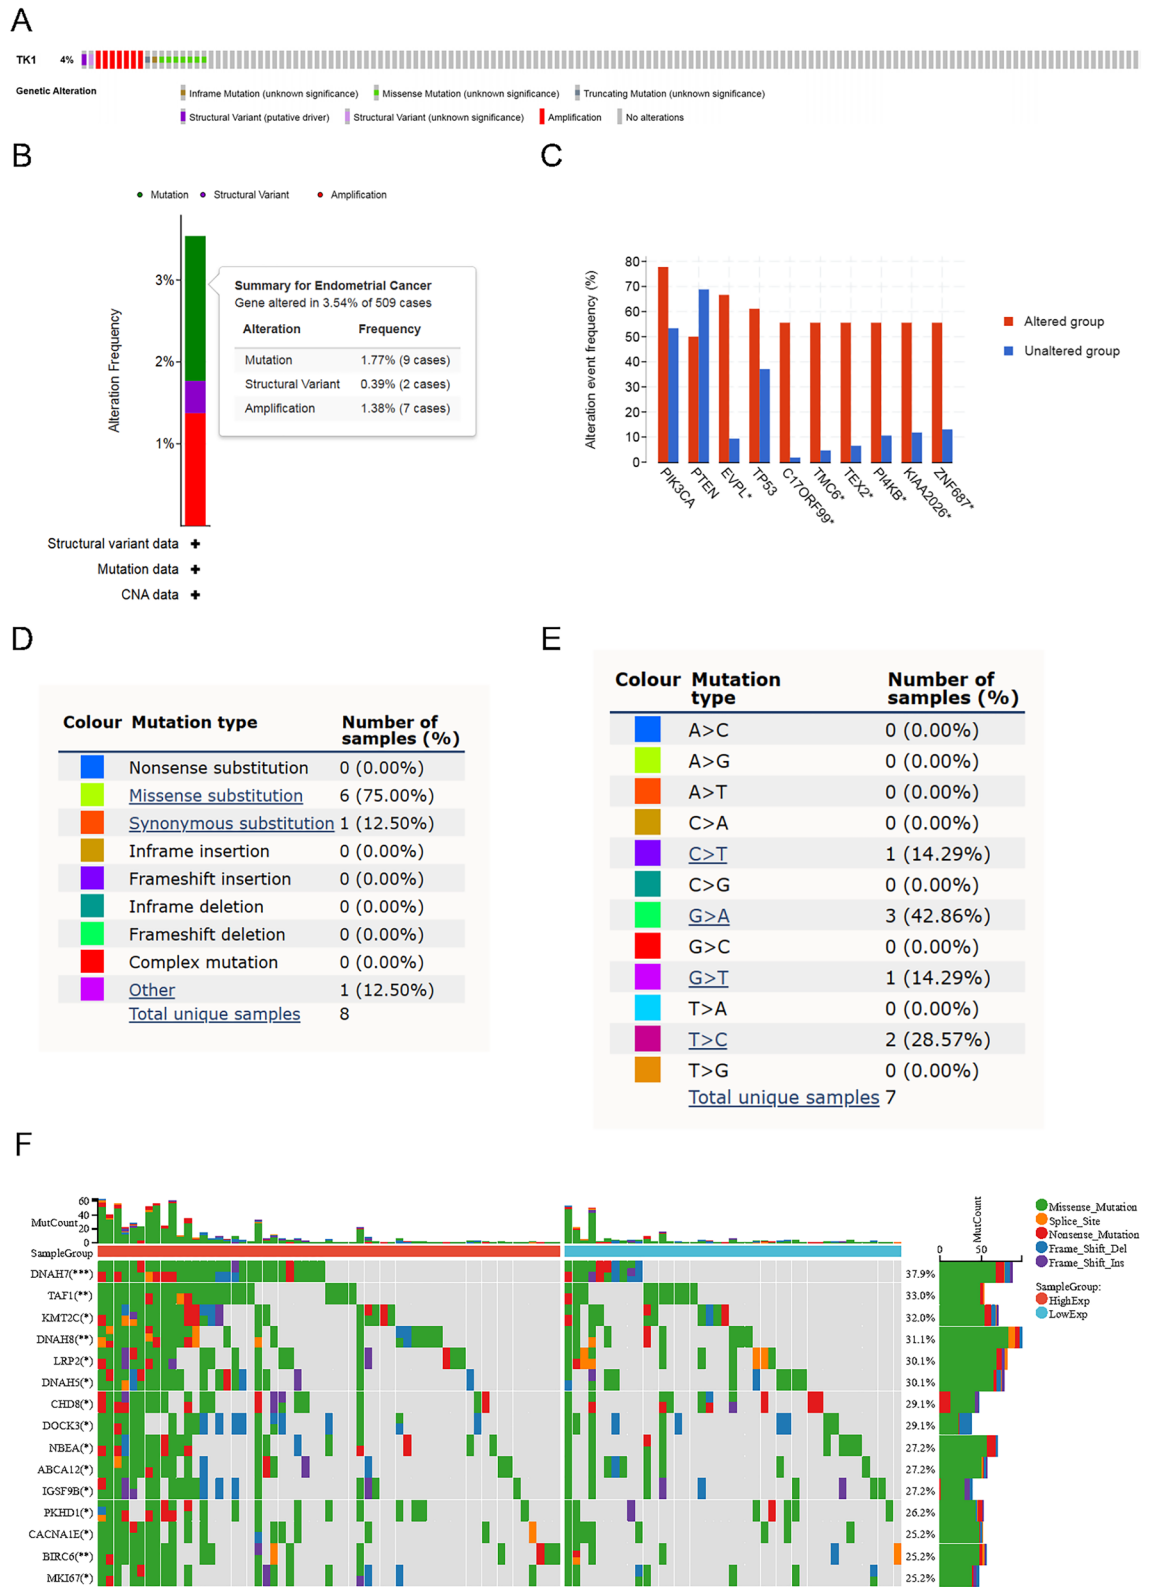 A
TK1 4%
Genetic Alteration
Inframe Mutation (unknown significance) Missense Mutation (unknown significance) Truncating Mutation (unknown significance)
Structural Variant (putative driver) Structural Variant (unknown significance) Amplification No alterations
B
Mutation Structural Variant Amplification
Alteration Frequency
3%
2%
1%
Summary for Endometrial Cancer
Gene altered in 3.54% of 509 cases
Alteration Frequency
Mutation 1.77% (9 cases)
Structural Variant 0.39% (2 cases)
Amplification 1.38% (7 cases)
Structural variant data +
Mutation data +
CNA data +
C
Alteration event frequency (%)
80
70
60
50
40
30
20
10
0
PIK3CA PTEN EVPL* TP53 C17ORF99* TMC6* TEX2* PI4KB* KIAA2026* ZNF687*
Altered group
Unaltered group
D
Colour Mutation type Number of
samples (%)
Nonsense substitution 0 (0.00%)
Missense substitution 6 (75.00%)
Synonymous substitution 1 (12.50%)
Inframe insertion 0 (0.00%)
Frameshift insertion 0 (0.00%)
Inframe deletion 0 (0.00%)
Frameshift deletion 0 (0.00%)
Complex mutation 0 (0.00%)
Other 1 (12.50%)
Total unique samples 8
E
Colour Mutation Number of
type samples (%)
A>C 0 (0.00%)
A>G 0 (0.00%)
A>T 0 (0.00%)
C>A 0 (0.00%)
C>T 1 (14.29%)
C>G 0 (0.00%)
G>A 3 (42.86%)
G>C 0 (0.00%)
G>T 1 (14.29%)
T>A 0 (0.00%)
T>C 2 (28.57%)
T>G 0 (0.00%)
Total unique samples 7
F
60
40
20
0
MutCount
SampleGroup
DNAH7(***) 37.9%
TAF1(**) 33.0%
KMT2C(*) 32.0%
DNAH8(**) 31.1%
LRP2(*) 30.1%
DNAH5(*) 30.1%
CHD8(*) 29.1%
DOCK3(*) 29.1%
NBEA(*) 27.2%
ABCA12(*) 27.2%
IGSF9B(*) 27.2%
PKHD1(*) 26.2%
CACNA1E(*) 25.2%
BIRC6(**) 25.2%
MKI67(*) 25.2%
MutCount
0 50
Missense_Mutation
Splice_Site
Nonsense_Mutation
Frame_Shift_Del
Frame_Shift_Ins
SampleGroup:
HighExp
LowExp